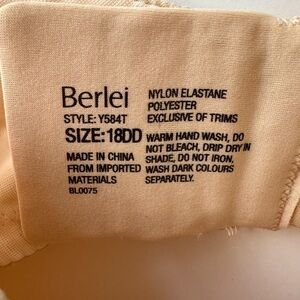 Berlei
STYLE: Y584T
SIZE:18DD
MADE IN CHINA
FROM IMPORTED
MATERIALS
BL0075
NYLON ELASTANE
POLYESTER
EXCLUSIVE OF TRIMS
WARM HAND WASH, DO
NOT BLEACH, DRIP DRY IN
SHADE, DO NOT IRON,
WASH DARK COLOURS
SEPARATELY.